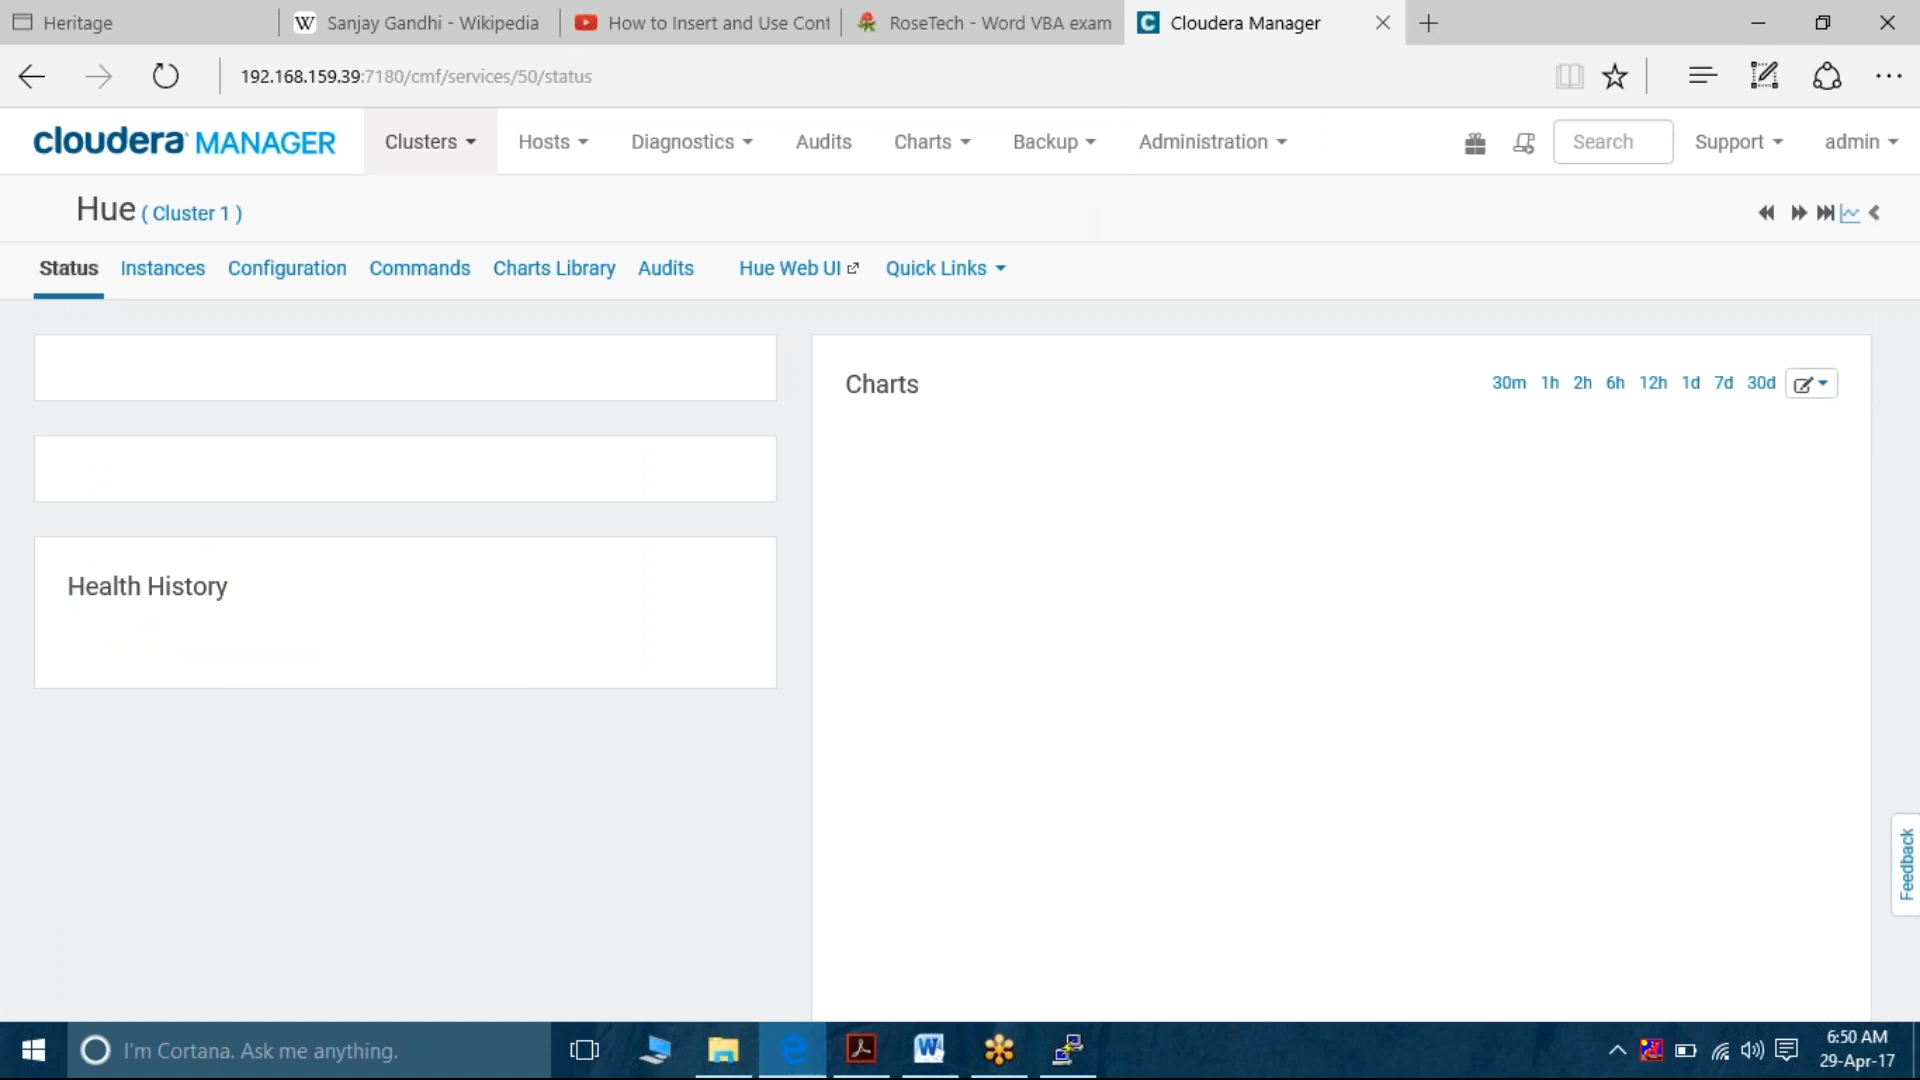 Heritage
W Sanjay Gandhi - Wikipedia
How to Insert and Use Cont
RoseTech - Word VBA exam
C Cloudera Manager
192.168.159.39:7180/cmf/services/50/status
cloudera MANAGER
Clusters
Hosts
Diagnostics
Audits
Charts
Backup
Administration
Search
Support
admin
Hue ( Cluster 1 )
Status
Instances
Configuration
Commands
Charts Library
Audits
Hue Web UI
Quick Links
Charts
30m 1h 2h 6h 12h 1d 7d 30d
Health History
Feedback
I'm Cortana. Ask me anything.
6:50 AM
29-Apr-17